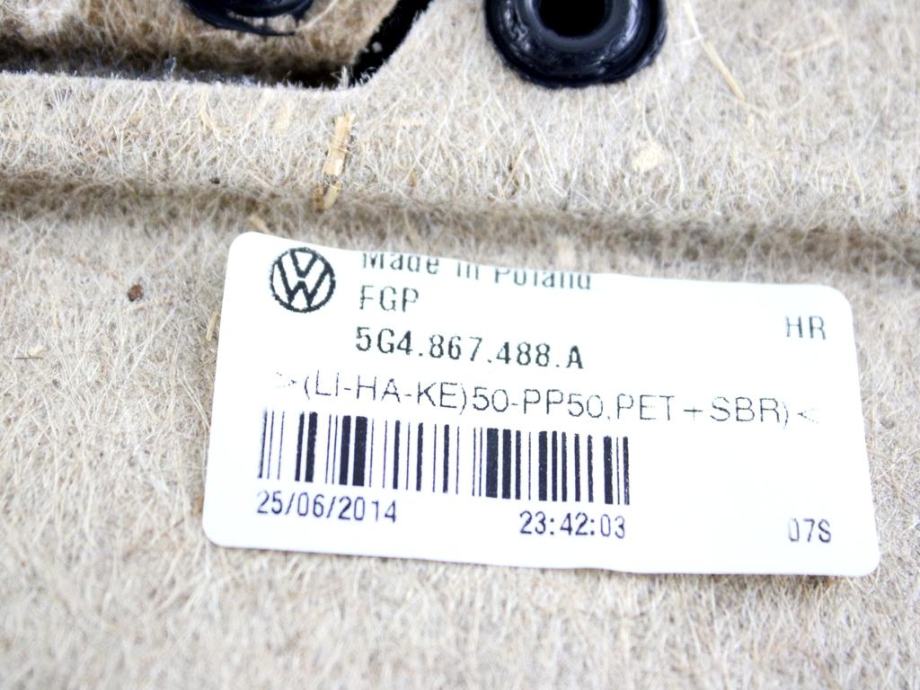 Made in Poland
FGP
HR
5G4.867.488.A
>(LI-HA-KE)50-PP50,PET+SBR)<
25/06/2014 23:42:03 07S